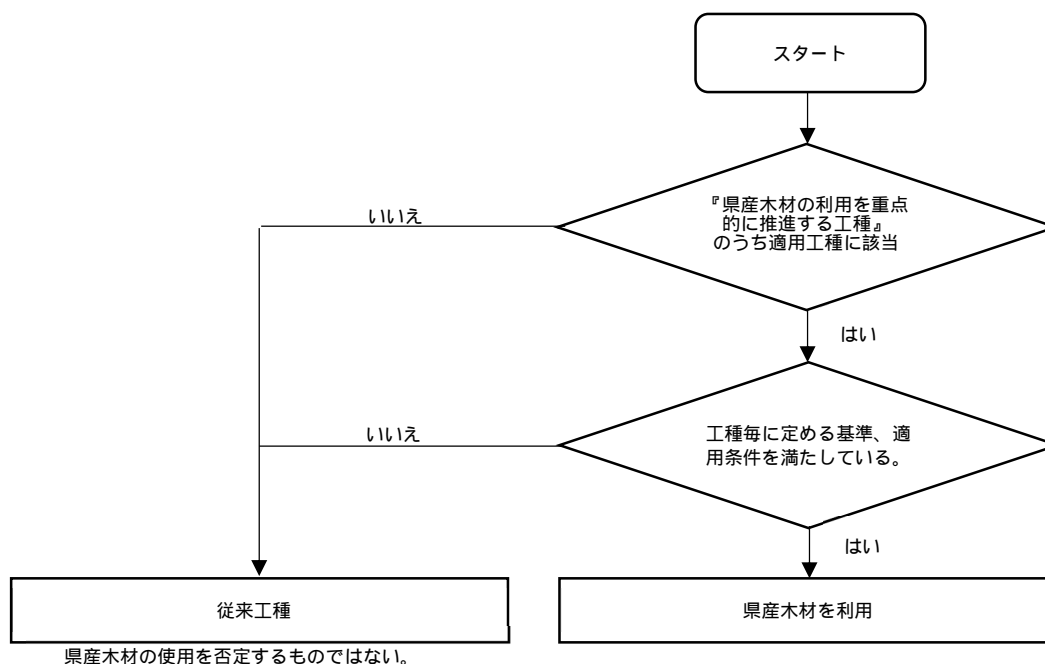 スタート
『県産木材の利用を重点
的に推進する工種』
のうち適用工種に該当
いいえ
はい
工種毎に定める基準、適
用条件を満たしている。
いいえ
はい
従来工種
県産木材を利用
県産木材の使用を否定するものではない。